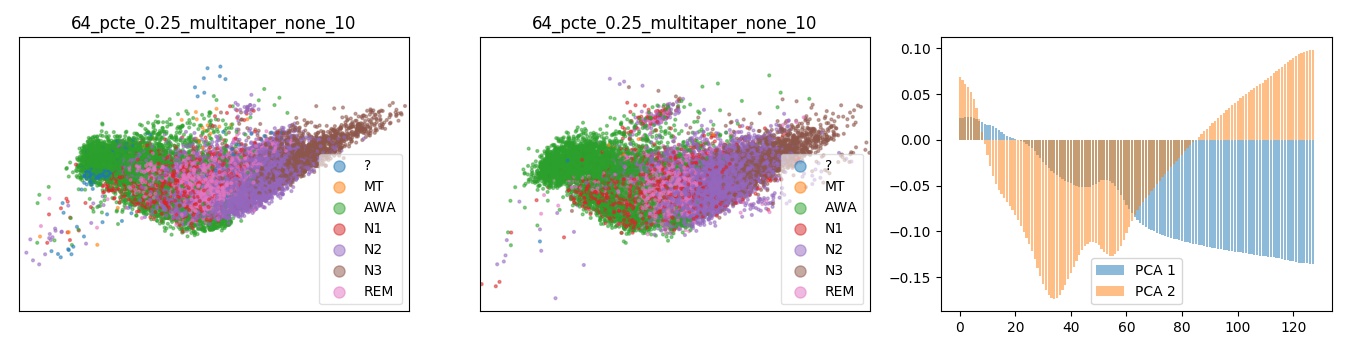 64_pcte_0.25_multitaper_none_10
?
MT
AWA
N1
N2
N3
REM
64_pcte_0.25_multitaper_none_10
?
MT
AWA
N1
N2
N3
REM
0.10
0.05
0.00
−0.05
−0.10
−0.15
PCA 1
PCA 2
0 20 40 60 80 100 120